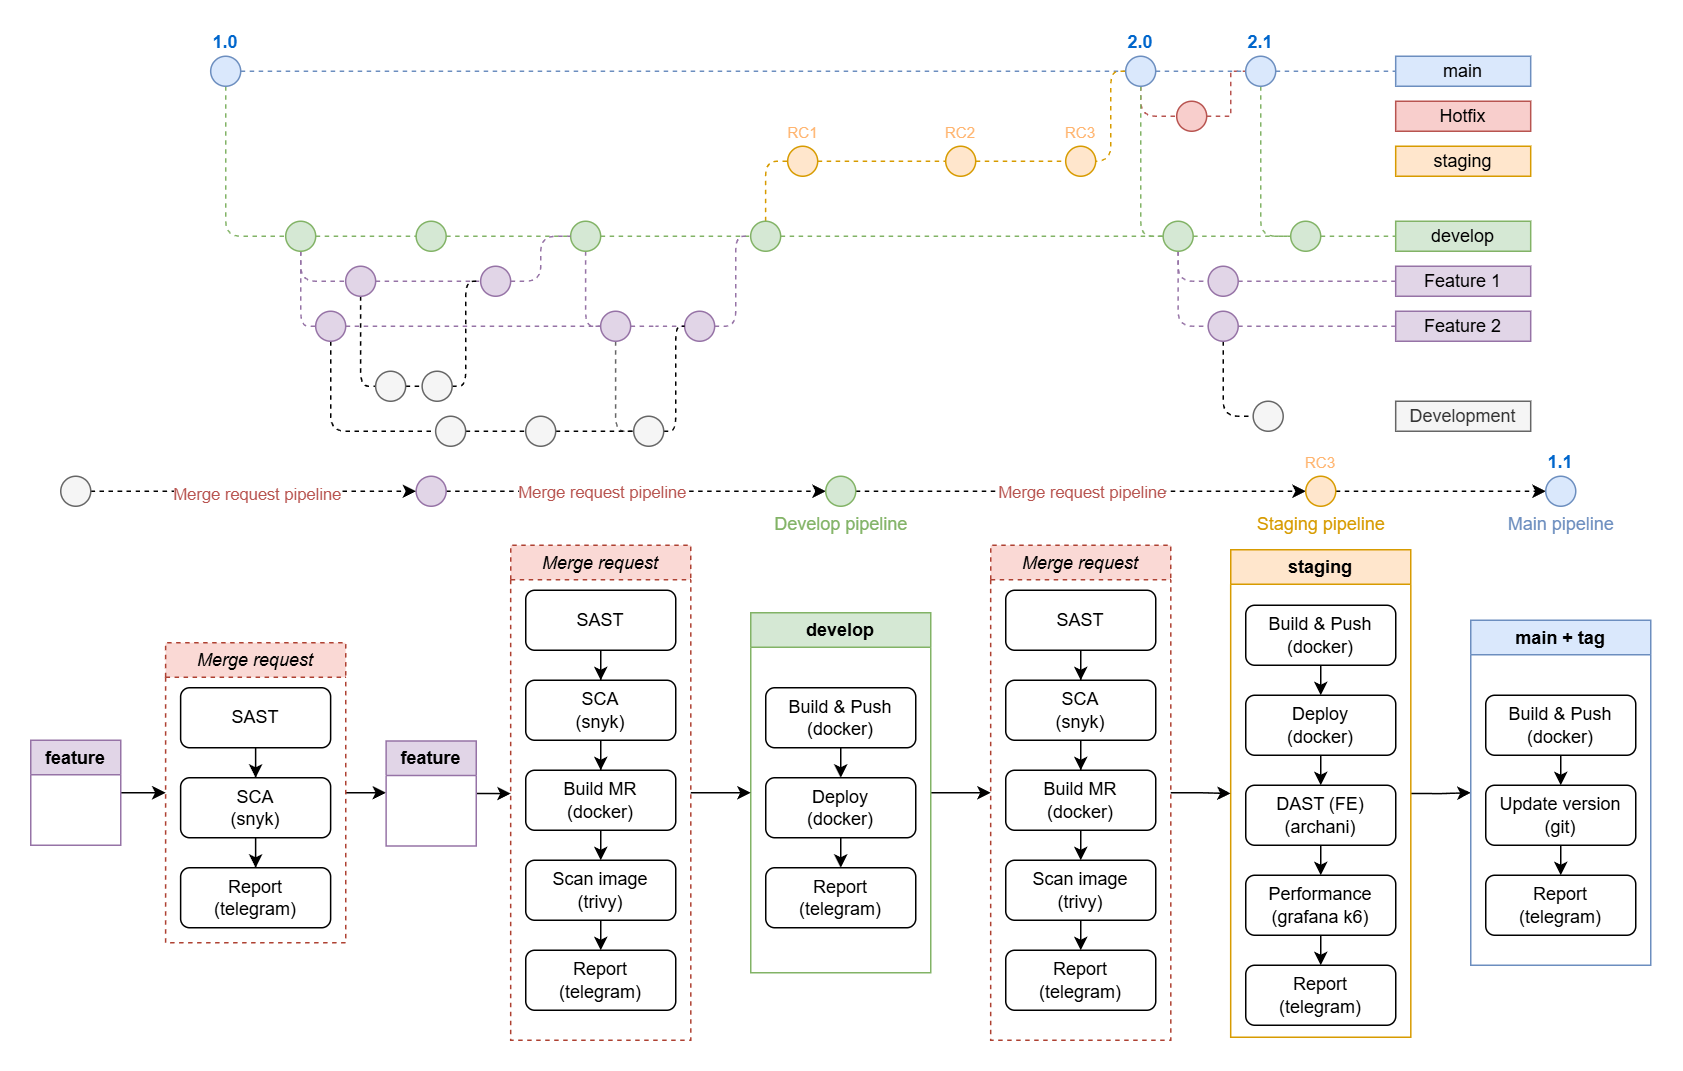 1.0
2.0
2.1
main
Hotfix
RC1
RC2
RC3
staging
develop
Feature 1
Feature 2
Development
RC3
1.1
Merge request pipeline
Merge request pipeline
Merge request pipeline
Develop pipeline
Staging pipeline
Main pipeline
feature
Merge request
SAST
SCA
(snyk)
Report
(telegram)
feature
Merge request
SAST
SCA
(snyk)
Build MR
(docker)
Scan image
(trivy)
Report
(telegram)
develop
Build & Push
(docker)
Deploy
(docker)
Report
(telegram)
Merge request
SAST
SCA
(snyk)
Build MR
(docker)
Scan image
(trivy)
Report
(telegram)
staging
Build & Push
(docker)
Deploy
(docker)
DAST (FE)
(archani)
Performance
(grafana k6)
Report
(telegram)
main + tag
Build & Push
(docker)
Update version
(git)
Report
(telegram)